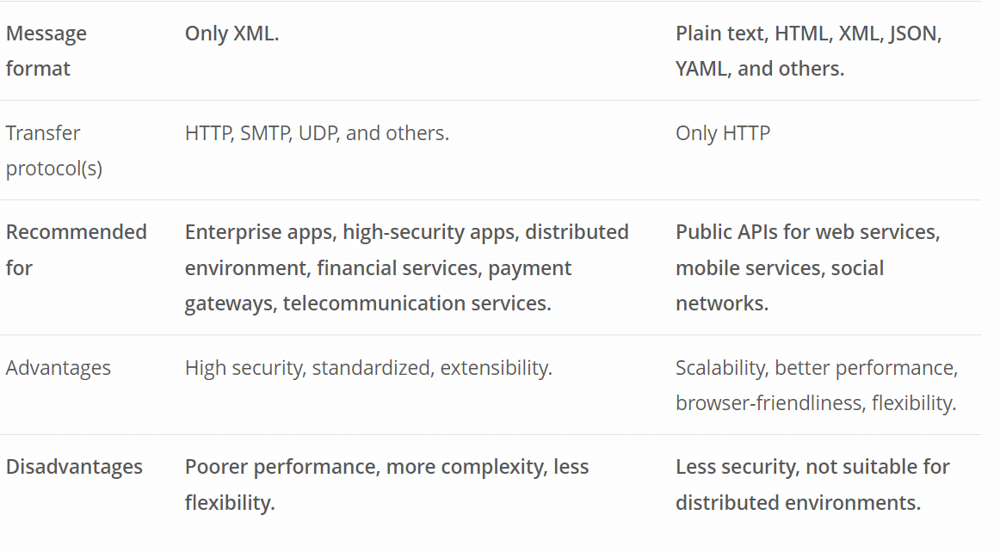 Message format
Only XML.
Plain text, HTML, XML, JSON,
YAML, and others.
Transfer protocol(s)
HTTP, SMTP, UDP, and others.
Only HTTP
Recommended for
Enterprise apps, high-security apps, distributed
environment, financial services, payment
gateways, telecommunication services.
Public APIs for web services,
mobile services, social
networks.
Advantages
High security, standardized, extensibility.
Scalability, better performance,
browser-friendliness, flexibility.
Disadvantages
Poorer performance, more complexity, less
flexibility.
Less security, not suitable for
distributed environments.